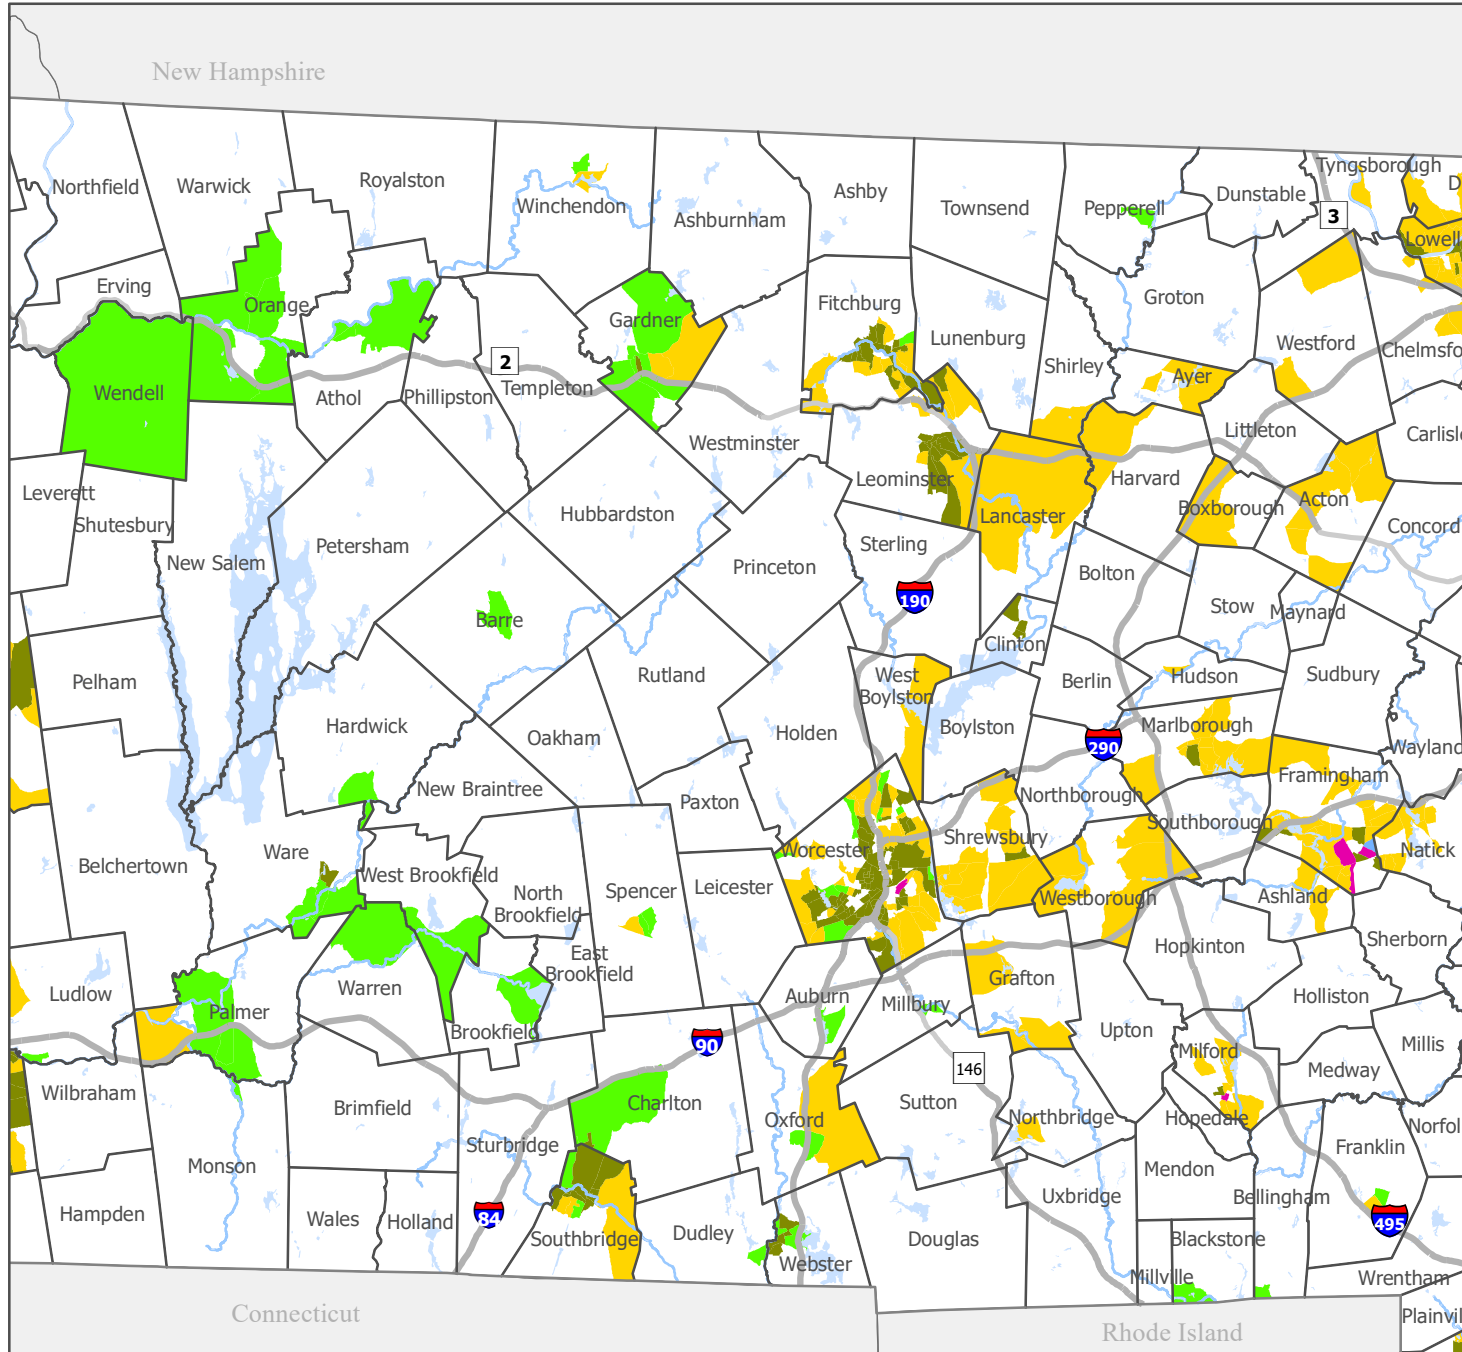 New Hampshire
Tyngsborough
Northfield
Warwick
Royalston
Winchendon
Ashburnham
Ashby
Townsend
Pepperell
Dunstable
D
3
Lowell
Erving
Orange
Gardner
Fitchburg
Lunenburg
Groton
Westford
Chelmsfo
Shirley
Ayer
2
Wendell
Athol
Phillipston
Templeton
Westminster
Littleton
Carlisle
Leverett
Shutesbury
Leominster
Harvard
Boxborough
Acton
Concord
Lancaster
Hubbardston
Petersham
New Salem
Sterling
Princeton
Bolton
190
Stow
Maynard
Barre
Clinton
Pelham
Rutland
West
Boylston
Berlin
Hudson
Sudbury
Hardwick
Oakham
Holden
Boylston
Marlborough
290
Wayland
New Braintree
Paxton
Northborough
Framingham
Southborough
Belchertown
Ware
West Brookfield
Worcester
Shrewsbury
Natick
North
Brookfield
Spencer
Leicester
Westborough
Ashland
East
Brookfield
Hopkinton
Sherborn
Ludlow
Palmer
Warren
Auburn
Millbury
Grafton
Holliston
Brookfield
90
Upton
Milford
Millis
146
Medway
Wilbraham
Brimfield
Charlton
Oxford
Sutton
Northbridge
Hopedale
Norfol
Sturbridge
Franklin
Monson
Mendon
Uxbridge
Bellingham
Hampden
Wales
Holland
84
Southbridge
Dudley
Webster
Douglas
Blackstone
495
Millville
Wrentham
Connecticut
Rhode Island
Plainvil